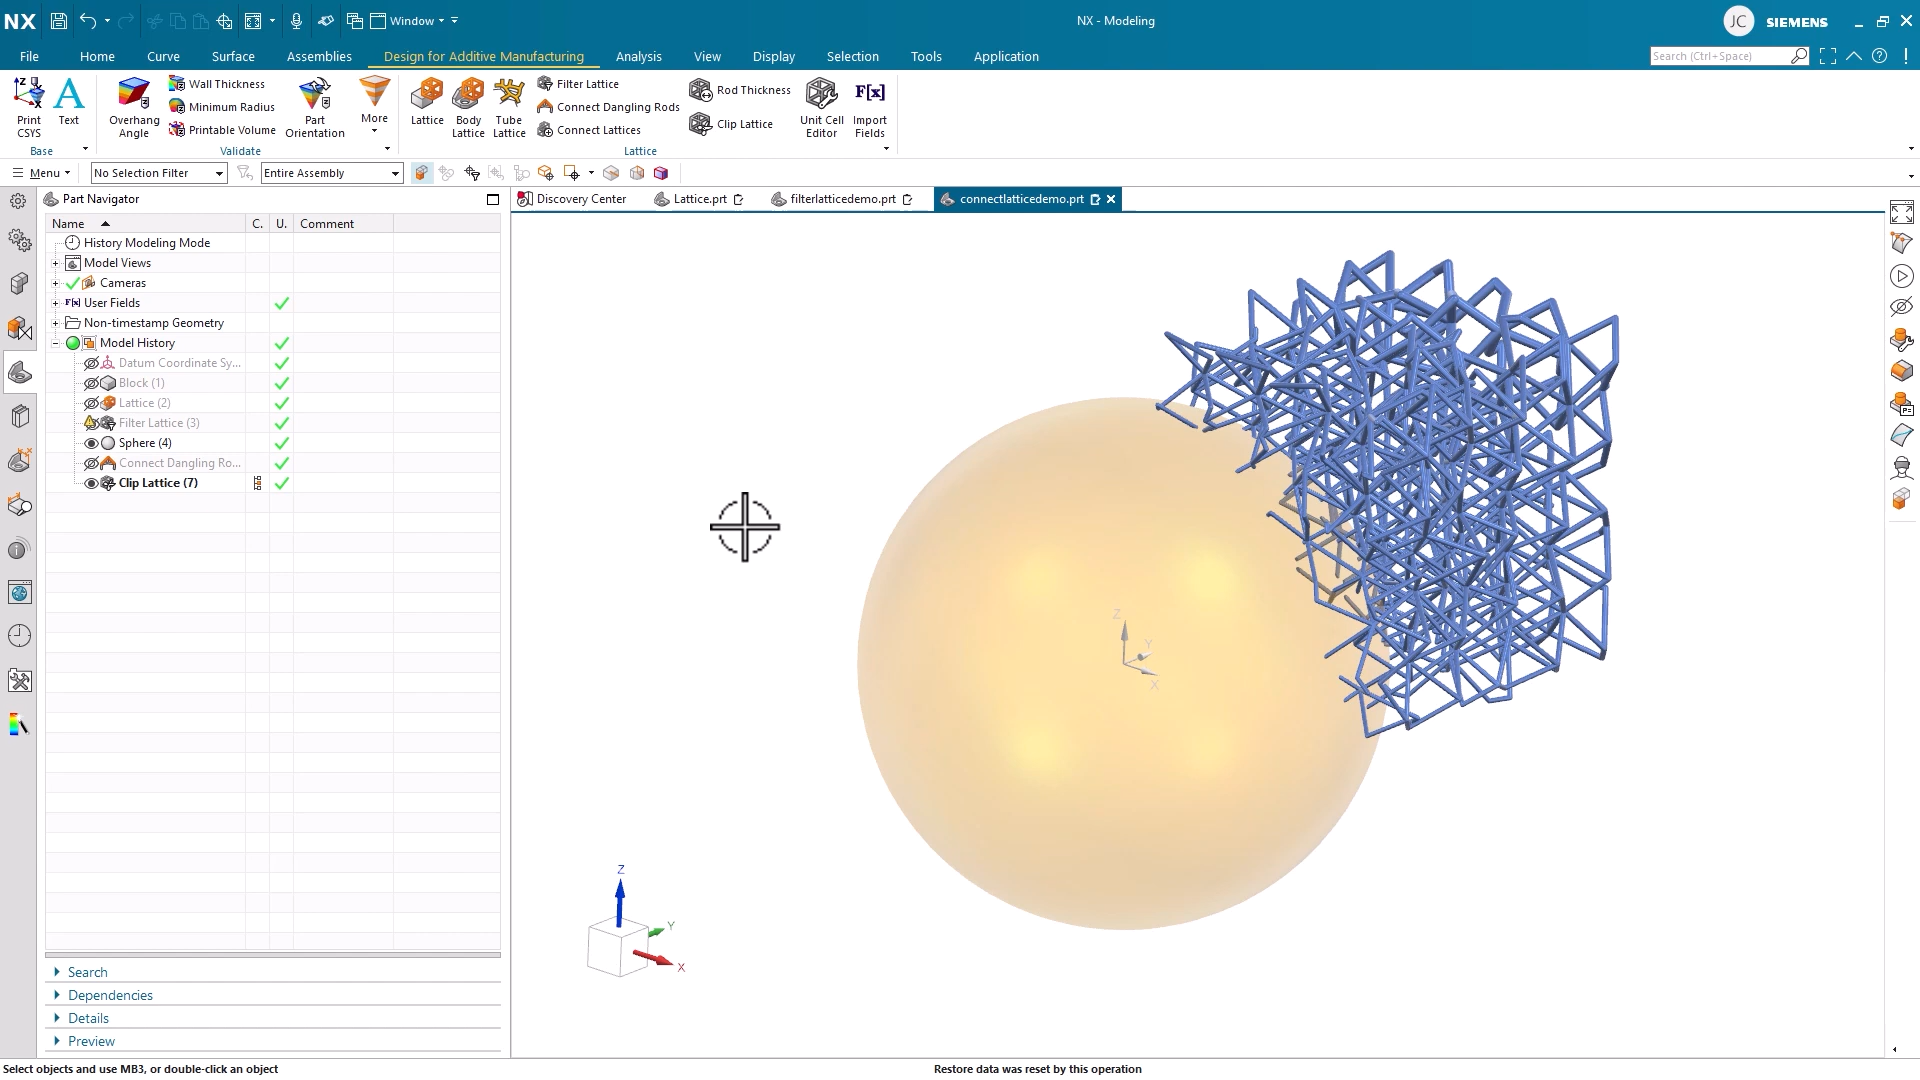 NX
Window
NX - Modeling
JC
SIEMENS
File Home Curve Surface Assemblies Design for Additive Manufacturing Analysis View Display Selection Tools Application
Search (Ctrl+Space)
Print CSYS
Text
Base
Overhang Angle
Wall Thickness
Minimum Radius
Printable Volume
Part Orientation
More
Validate
Lattice
Body Lattice
Tube Lattice
Filter Lattice
Connect Dangling Rods
Connect Lattices
Rod Thickness
Clip Lattice
Unit Cell Editor
F[x]
Import Fields
Lattice
Menu
No Selection Filter
Entire Assembly
Part Navigator
Discovery Center
Lattice.prt
filterlatticedemo.prt
connectlatticedemo.prt
Name C. U. Comment
History Modeling Mode
Model Views
Cameras
F[x] User Fields
Non-timestamp Geometry
Model History
Datum Coordinate Sy...
Block (1)
Lattice (2)
Filter Lattice (3)
Sphere (4)
Connect Dangling Ro...
Clip Lattice (7)
Z
Y
X
Z
Y
X
Search
Dependencies
Details
Preview
Select objects and use MB3, or double-click an object
Restore data was reset by this operation